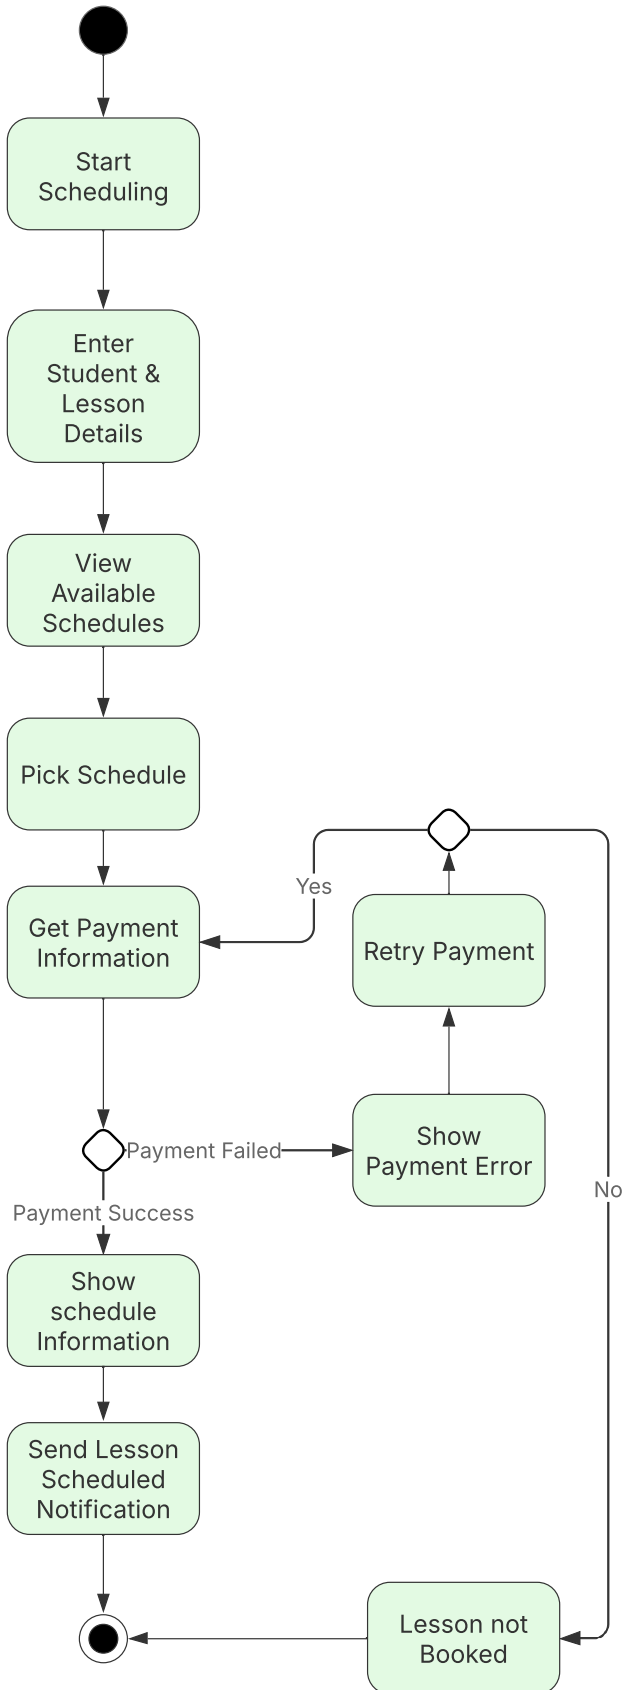 Start
Scheduling
Enter
Student &
Lesson
Details
View
Available
Schedules
Pick Schedule
Get Payment
Information
Yes
Retry Payment
Payment Failed
Show
Payment Error
No
Payment Success
Show
schedule
Information
Send Lesson
Scheduled
Notification
Lesson not
Booked